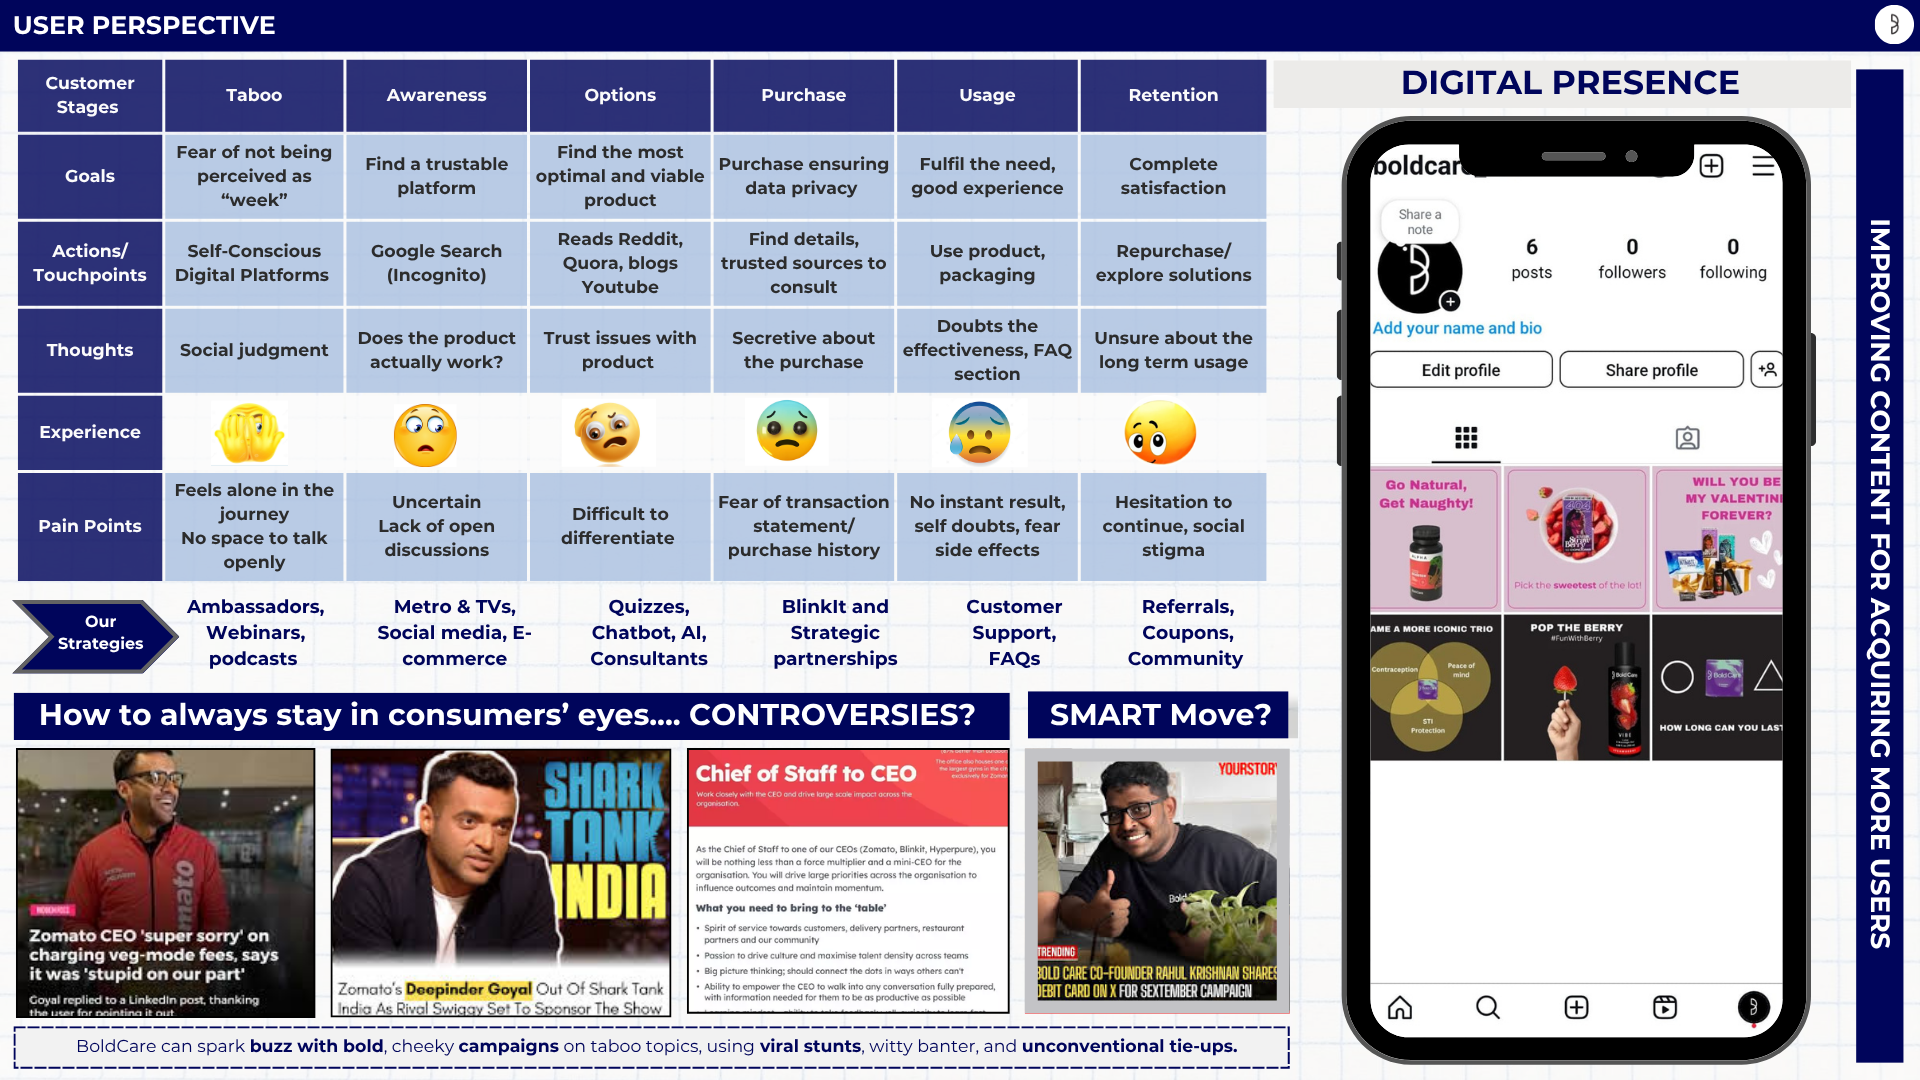 USER PERSPECTIVE
Customer
Stages
Taboo
Awareness
Options
Purchase
Usage
Retention
Goals
Fear of not being
perceived as
“week”
Find a trustable
platform
Find the most
optimal and viable
product
Purchase ensuring
data privacy
Fulfil the need,
good experience
Complete
satisfaction
Actions/
Touchpoints
Self-Conscious
Digital Platforms
Google Search
(Incognito)
Reads Reddit,
Quora, blogs
Youtube
Find details,
trusted sources to
consult
Use product,
packaging
Repurchase/
explore solutions
Thoughts
Social judgment
Does the product
actually work?
Trust issues with
product
Secretive about
the purchase
Doubts the
effectiveness, FAQ
section
Unsure about the
long term usage
Experience
Pain Points
Feels alone in the
journey
No space to talk
openly
Uncertain
Lack of open
discussions
Difficult to
differentiate
Fear of transaction
statement/
purchase history
No instant result,
self doubts, fear
side effects
Hesitation to
continue, social
stigma
Our
Strategies
Ambassadors,
Webinars,
podcasts
Metro & TVs,
Social media, E-
commerce
Quizzes,
Chatbot, AI,
Consultants
BlinkIt and
Strategic
partnerships
Customer
Support,
FAQs
Referrals,
Coupons,
Community
How to always stay in consumers’ eyes.... CONTROVERSIES?
SMART Move?
mato
Zomato CEO 'super sorry' on
charging veg-mode fees, says
it was 'stupid on our part'
Goyal replied to a LinkedIn post, thanking
the user for pointing it out
SHARK
TANK
INDIA
Zomato's Deepinder Goyal Out Of Shark Tank
India As Rival Swiggy Set To Sponsor The Show
Chief of Staff to CEO
Work closely with the CEO and drive large scale impact across the
organisation.
The office also houses one of
the largest gyms in the
exclusively for
As the Chief of Staff to one of our CEOs (Zomato, Blinkit, Hyperpure), you
will be nothing less than a force multiplier and a mini-CEO for the
organisation. You will drive large priorities across the organisation to
influence outcomes and maintain momentum.
What you need to bring to the ‘table’
• Spirit of service towards customers, delivery partners, restaurant
partners and our community
• Passion to drive culture and maximise talent density across teams
• Big picture thinking; should connect the dots in ways others can't
• Ability to empower the CEO to walk into any conversation fully prepared,
with information needed for them to be as productive as possible
YOURSTOR
Bold
TRENDING
BOLD CARE CO-FOUNDER RAHUL KRISHNAN SHARES
DEBIT CARD ON X FOR SEXTEMBER CAMPAIGN
BoldCare can spark buzz with bold, cheeky campaigns on taboo topics, using viral stunts, witty banter, and unconventional tie-ups.
DIGITAL PRESENCE
boldcare
Share a
note
6
posts
0
followers
0
following
Add your name and bio
Edit profile
Share profile
Go Natural,
Get Naughty!
Pick the sweetest of the lot!
WILL YOU BE
MY VALENTIN
FOREVER?
AME A MORE ICONIC TRIO
Contraception
Peace of
mind
STI
Protection
POP THE BERRY
#FunWithBerry
BoldCare
VIBE
BoldCare
HOW LONG CAN YOU LAST
IMPROVING CONTENT FOR ACQUIRING MORE USERS